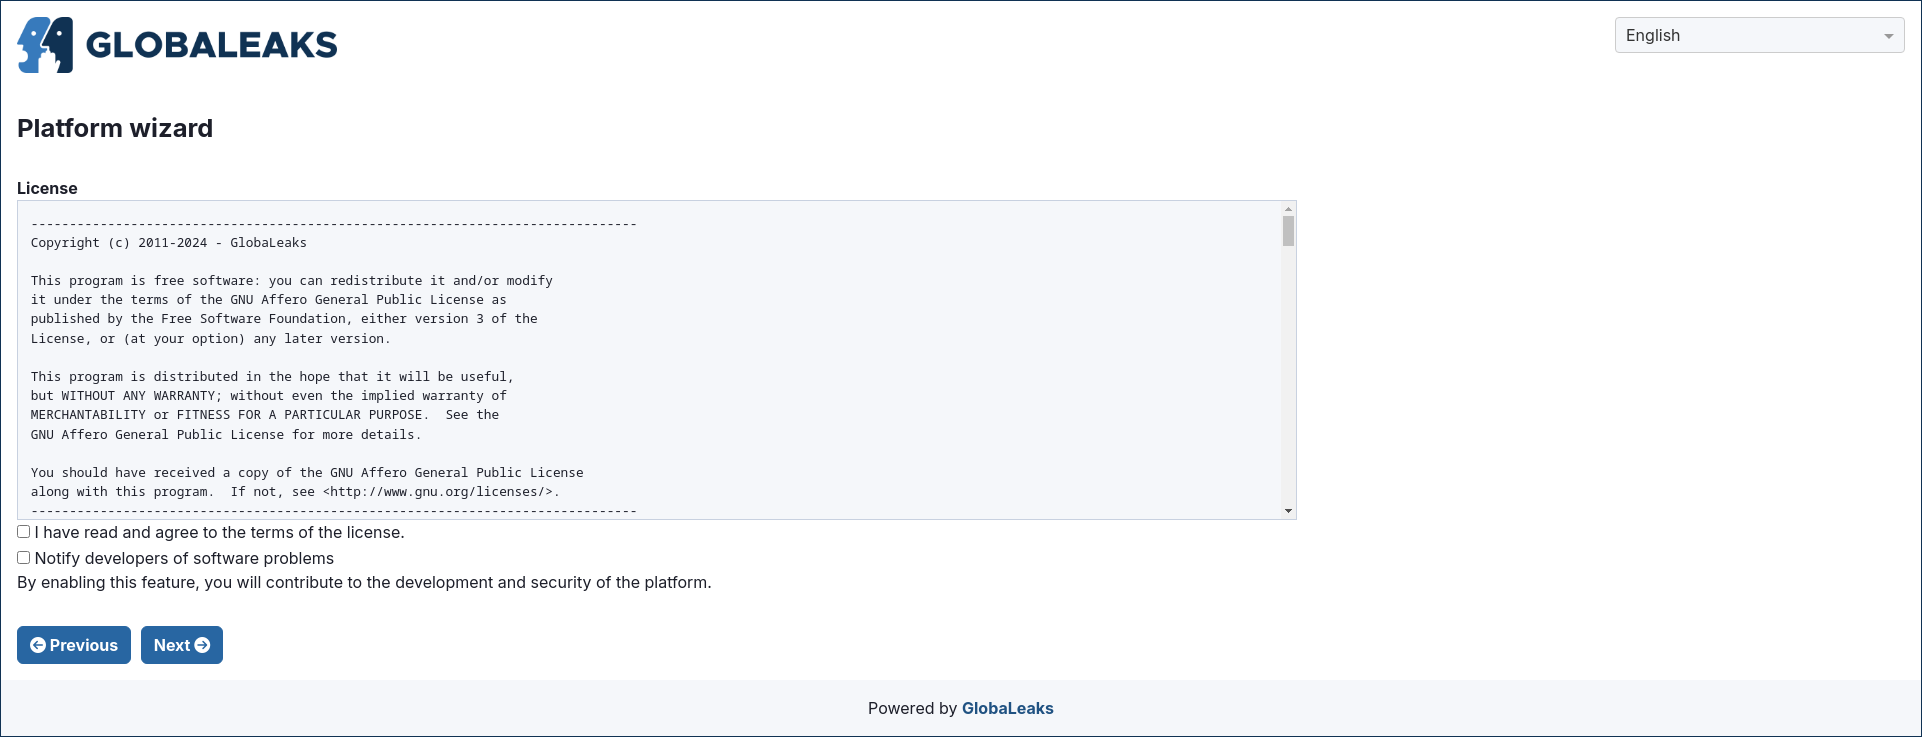 GLOBALEAKS
English
Platform wizard
License
-------------------------------------------------------------------------------
Copyright (c) 2011-2024 - GlobaLeaks
This program is free software: you can redistribute it and/or modify
it under the terms of the GNU Affero General Public License as
published by the Free Software Foundation, either version 3 of the
License, or (at your option) any later version.
This program is distributed in the hope that it will be useful,
but WITHOUT ANY WARRANTY; without even the implied warranty of
MERCHANTABILITY or FITNESS FOR A PARTICULAR PURPOSE.  See the
GNU Affero General Public License for more details.
You should have received a copy of the GNU Affero General Public License
along with this program.  If not, see <http://www.gnu.org/licenses/>.
-------------------------------------------------------------------------------
I have read and agree to the terms of the license.
Notify developers of software problems
By enabling this feature, you will contribute to the development and security of the platform.
Previous Next
Powered by GlobaLeaks